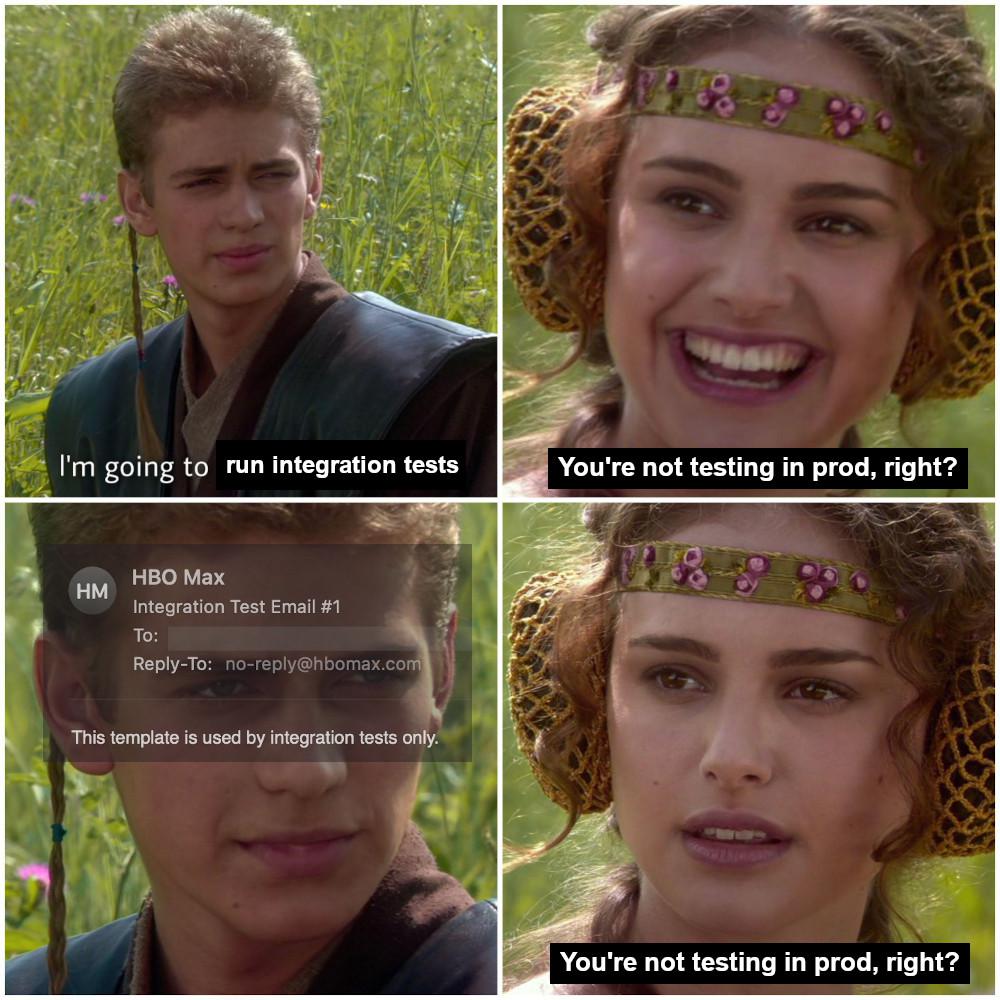 I'm going to run integration tests
You're not testing in prod, right?
HM
HBO Max
Integration Test Email #1
To:
Reply-To: no-reply@hbomax.com
This template is used by integration tests only.
You're not testing in prod, right?